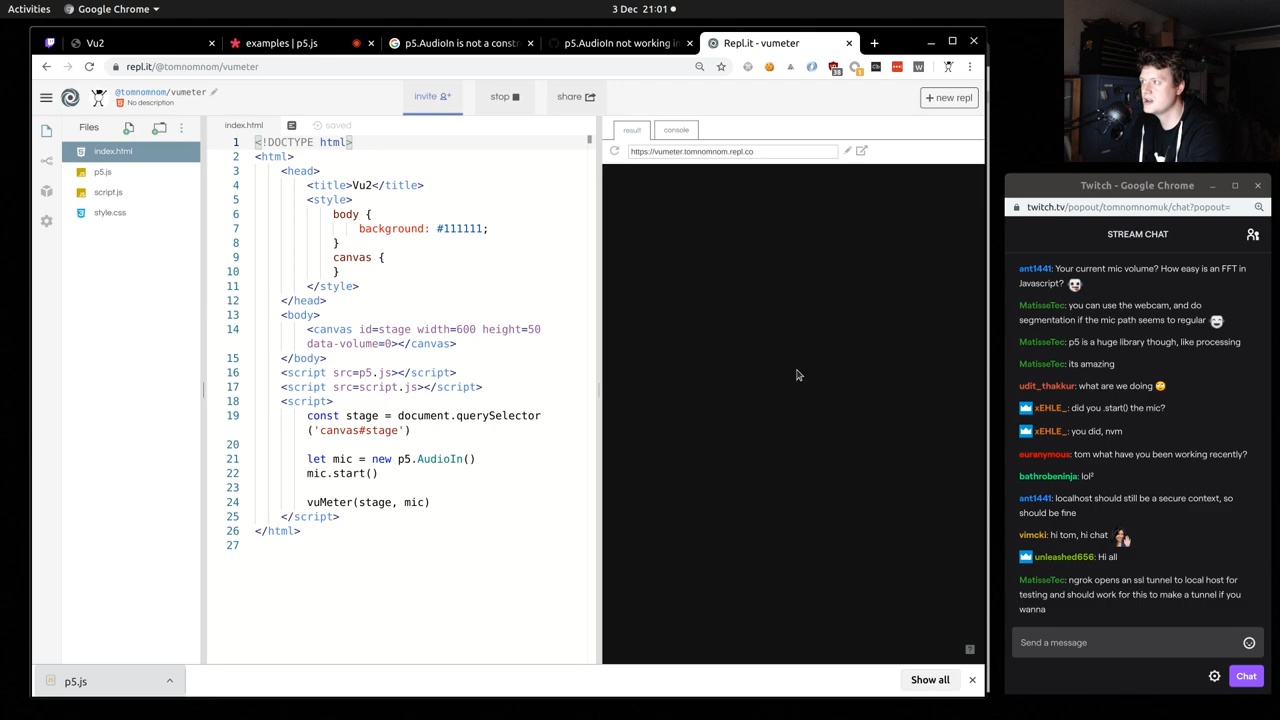 Activities
Google Chrome
3 Dec 21:01
Vu2
examples | p5.js
p5.AudioIn is not a const
p5.AudioIn not working in
Repl.it - vumeter
repl.it/@tomnomnom/vumeter
38
1
@tomnomnom/vumeter
No description
invite
stop
share
+ new repl
Files
index.html
p5.js
script.js
style.css
index.html
saved
1 <!DOCTYPE html>
2 <html>
3 <head>
4 <title>Vu2</title>
5 <style>
6 body {
7 background: #111111;
8 }
9 canvas {
10 }
11 </style>
12 </head>
13 <body>
14 <canvas id=stage width=600 height=50
data-volume=0></canvas>
15 </body>
16 <script src=p5.js></script>
17 <script src=script.js></script>
18 <script>
19 const stage = document.querySelector
('canvas#stage')
20
21 let mic = new p5.AudioIn()
22 mic.start()
23
24 vuMeter(stage, mic)
25 </script>
26 </html>
27
result
console
https://vumeter.tomnomnom.repl.co
?
p5.js
Show all
Twitch - Google Chrome
twitch.tv/popout/tomnomnomuk/chat?popout=
STREAM CHAT
ant1441: Your current mic volume? How easy is an FFT in
Javascript?
MatisseTec: you can use the webcam, and do
segmentation if the mic path seems to regular
MatisseTec: p5 is a huge library though, like processing
MatisseTec: its amazing
udit_thakkur: what are we doing
xEHLE_: did you .start() the mic?
xEHLE_: you did, nvm
euranymous: tom what have you been working recently?
bathrobeninja: lol²
ant1441: localhost should still be a secure context, so
should be fine
vimcki: hi tom, hi chat
unleashed656: Hi all
MatisseTec: ngrok opens an ssl tunnel to local host for
testing and should work for this to make a tunnel if you
wanna
Send a message
Chat